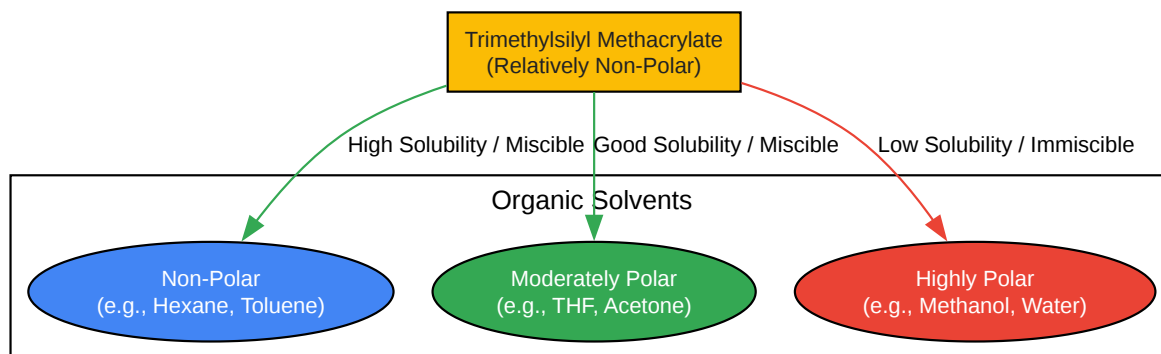 Trimethylsilyl Methacrylate
(Relatively Non-Polar)
High Solubility / Miscible
Good Solubility / Miscible
Low Solubility / Immiscible
Organic Solvents
Non-Polar
(e.g., Hexane, Toluene)
Moderately Polar
(e.g., THF, Acetone)
Highly Polar
(e.g., Methanol, Water)